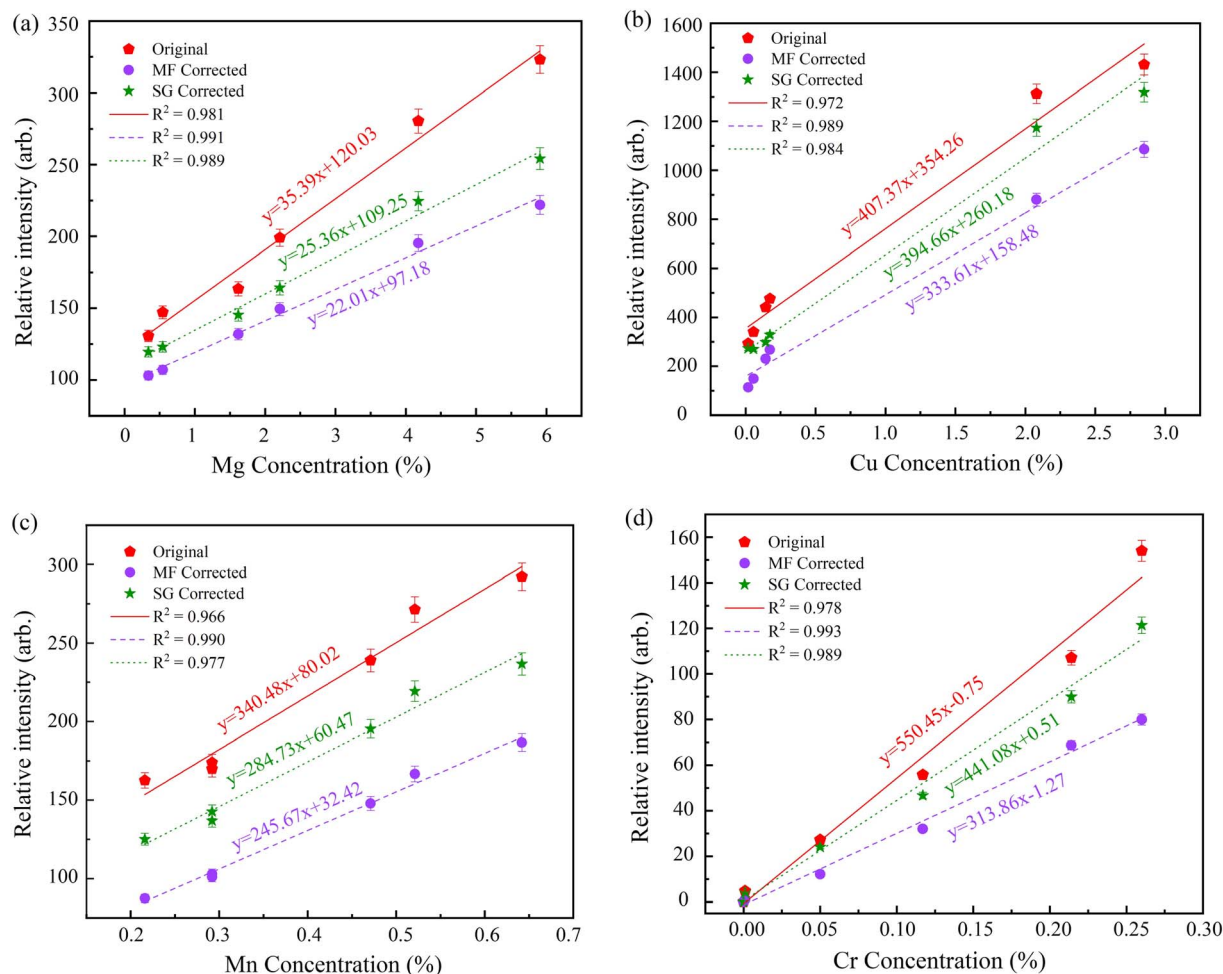 (a)
350
300
250
200
150
100
Relative intensity (arb.)
Original
MF Corrected
SG Corrected
R² = 0.981
R² = 0.991
R² = 0.989
y=35.39x+120.03
y=25.36x+109.25
y=22.01x+97.18
0 1 2 3 4 5 6
Mg Concentration (%)
(b)
1600
1400
1200
1000
800
600
400
200
0
Relative intensity (arb.)
Original
MF Corrected
SG Corrected
R² = 0.972
R² = 0.989
R² = 0.984
y=407.37x+354.26
y=394.66x+260.18
y=333.61x+158.48
0.0 0.5 1.0 1.5 2.0 2.5 3.0
Cu Concentration (%)
(c)
300
250
200
150
100
Relative intensity (arb.)
Original
MF Corrected
SG Corrected
R² = 0.966
R² = 0.990
R² = 0.977
y=340.48x+80.02
y=284.73x+60.47
y=245.67x+32.42
0.2 0.3 0.4 0.5 0.6 0.7
Mn Concentration (%)
(d)
160
140
120
100
80
60
40
20
0
Relative intensity (arb.)
Original
MF Corrected
SG Corrected
R² = 0.978
R² = 0.993
R² = 0.989
y=550.45x-0.75
y=441.08x+0.51
y=313.86x-1.27
0.00 0.05 0.10 0.15 0.20 0.25 0.30
Cr Concentration (%)